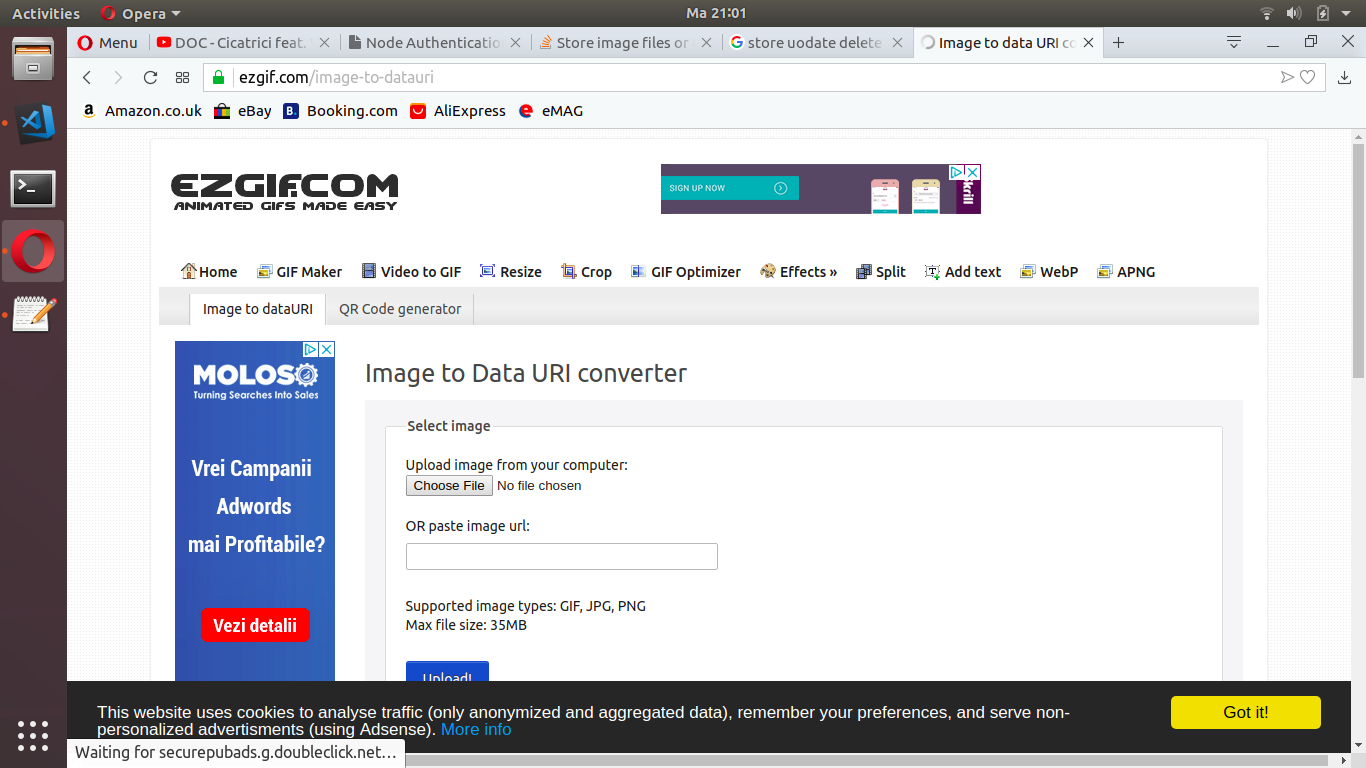 Activities Opera Ma 21:01
Menu DOC - Cicatrici feat. Node Authenticatio Store image files or store uodate delete Image to data URI co
ezgif.com/image-to-datauri
Amazon.co.uk eBay Booking.com AliExpress eMAG
EZGIF.COM
ANIMATED GIFS MADE EASY
SIGN UP NOW
Skrill
Home GIF Maker Video to GIF Resize Crop GIF Optimizer Effects » Split Add text WebP APNG
Image to dataURI QR Code generator
MOLOSO
Turning Searches Into Sales
Vrei Campanii
Adwords
mai Profitabile?
Vezi detalii
Image to Data URI converter
Select image
Upload image from your computer:
Choose File No file chosen
OR paste image url:
Supported image types: GIF, JPG, PNG
Max file size: 35MB
Upload!
This website uses cookies to analyse traffic (only anonymized and aggregated data), remember your preferences, and serve non-
personalized advertisments (using Adsense). More info
Got it!
Waiting for securepubads.g.doubleclick.net…